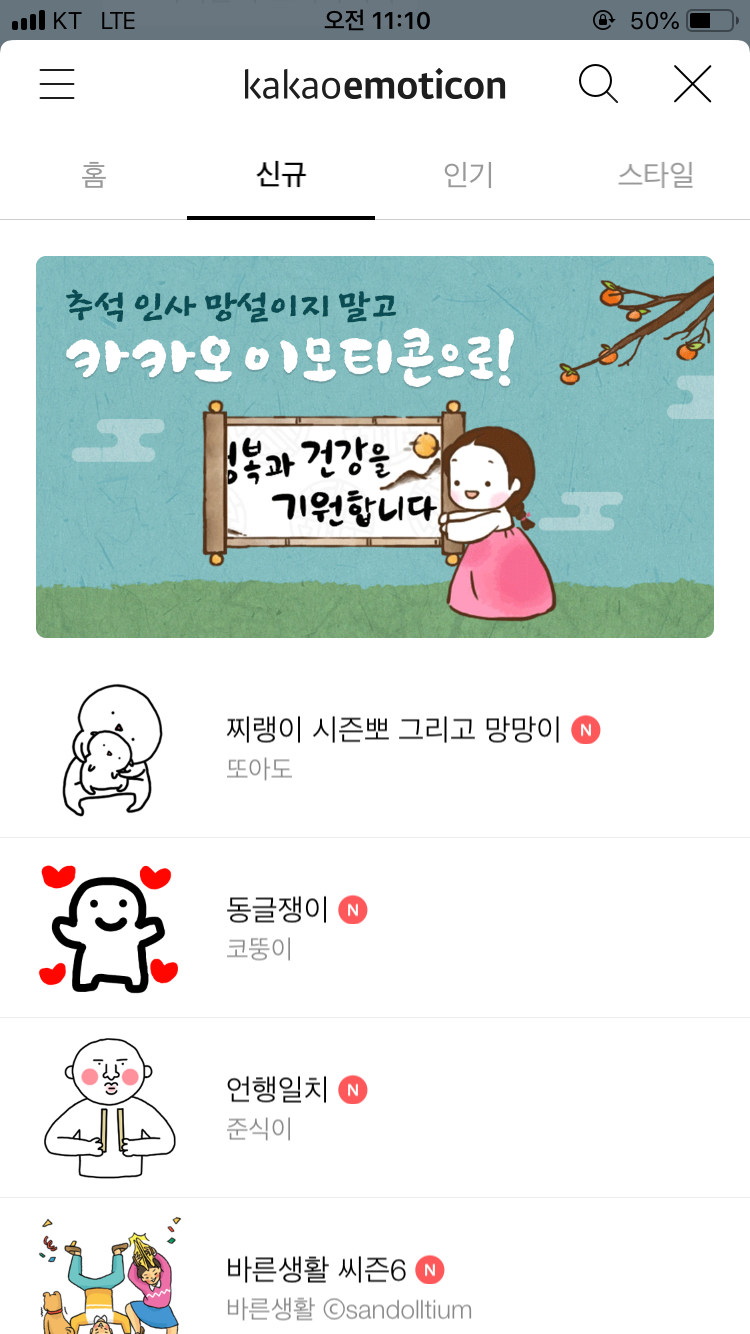 KT LTE 오전 11:10 50%
kakaoemoticon
홈 신규 인기 스타일
추석 인사 망설이지 말고
카카오 이모티콘으로!
복과 건강을
기원합니다
찌랭이 시즌뽀 그리고 망망이 N
또아도
동글쟁이 N
코뚱이
언행일치 N
준식이
바른생활 씨즌6 N
바른생활 ©sandolltium